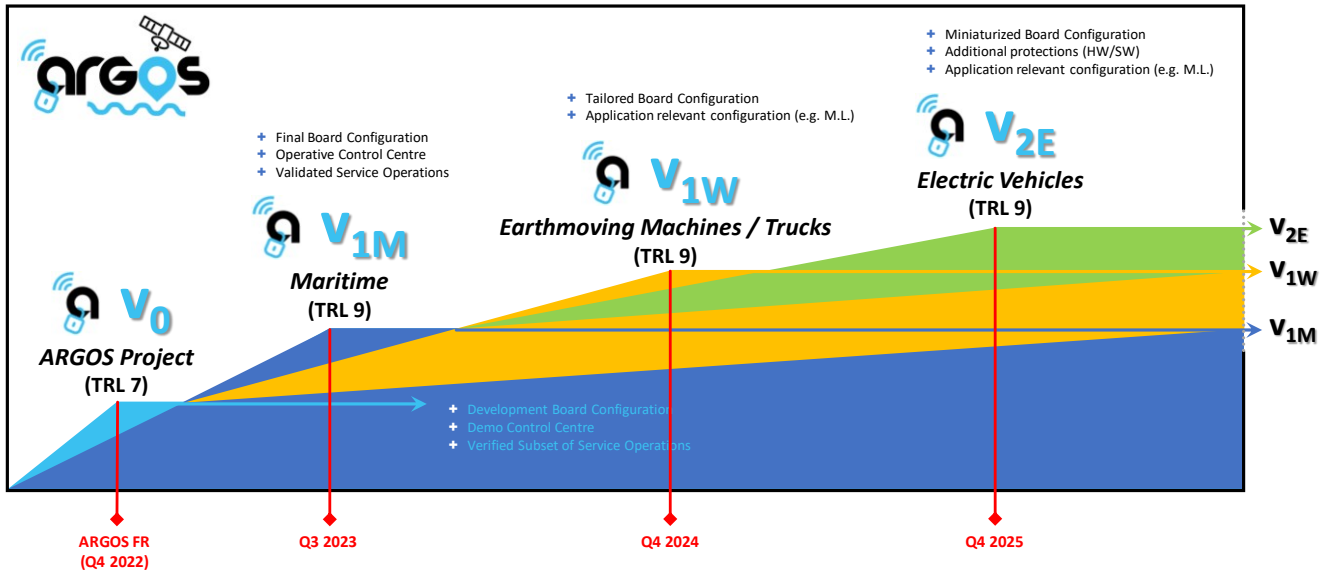 aRGOS
+ Miniaturized Board Configuration
+ Additional protections (HW/SW)
+ Application relevant configuration (e.g. M.L.)
+ Tailored Board Configuration
+ Application relevant configuration (e.g. M.L.)
+ Final Board Configuration
+ Operative Control Centre
+ Validated Service Operations
a V2E
Electric Vehicles
(TRL 9)
a V1W
Earthmoving Machines / Trucks
(TRL 9)
a V1M
Maritime
(TRL 9)
a V0
ARGOS Project
(TRL 7)
V2E
V1W
V1M
+ Development Board Configuration
+ Demo Control Centre
+ Verified Subset of Service Operations
ARGOS FR
(Q4 2022)
Q3 2023
Q4 2024
Q4 2025